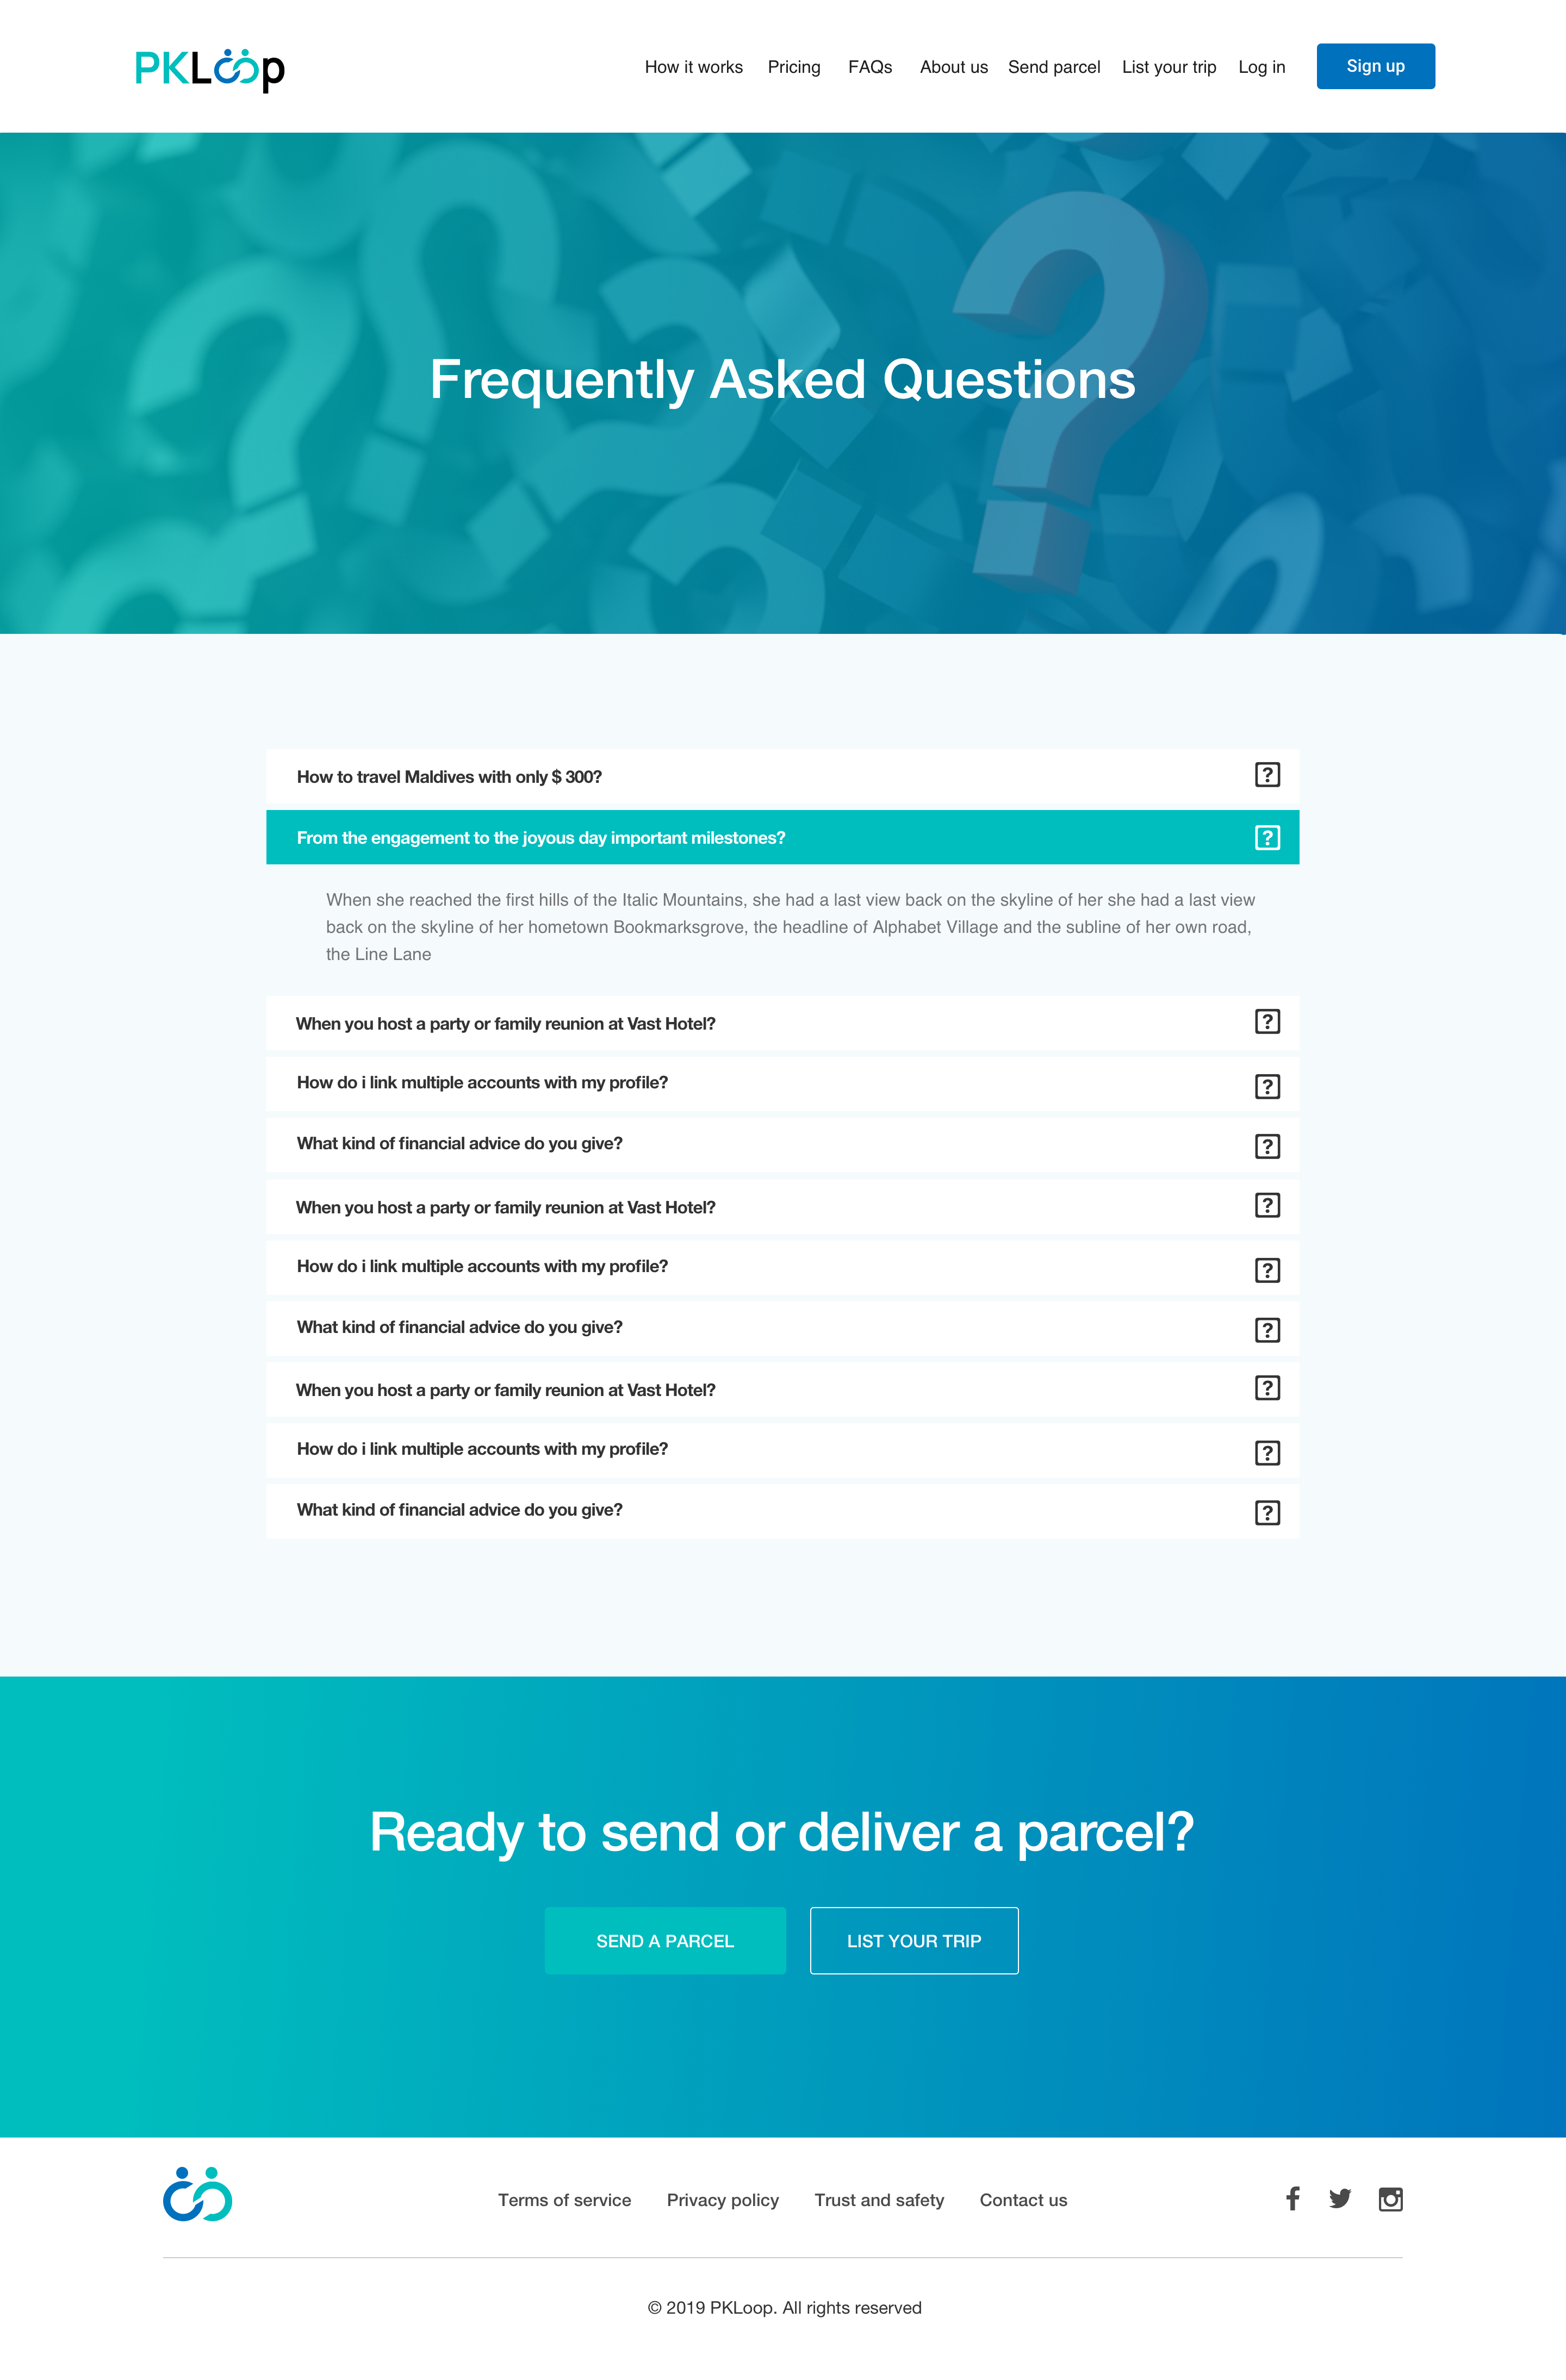 PKLoop
How it works Pricing FAQs About us Send parcel List your trip Log in Sign up
Frequently Asked Questions
How to travel Maldives with only $ 300?
From the engagement to the joyous day important milestones?
When she reached the first hills of the Italic Mountains, she had a last view back on the skyline of her she had a last view
back on the skyline of her hometown Bookmarksgrove, the headline of Alphabet Village and the subline of her own road,
the Line Lane
When you host a party or family reunion at Vast Hotel?
How do i link multiple accounts with my profile?
What kind of financial advice do you give?
When you host a party or family reunion at Vast Hotel?
How do i link multiple accounts with my profile?
What kind of financial advice do you give?
When you host a party or family reunion at Vast Hotel?
How do i link multiple accounts with my profile?
What kind of financial advice do you give?
Ready to send or deliver a parcel?
SEND A PARCEL LIST YOUR TRIP
Terms of service Privacy policy Trust and safety Contact us
© 2019 PKLoop. All rights reserved